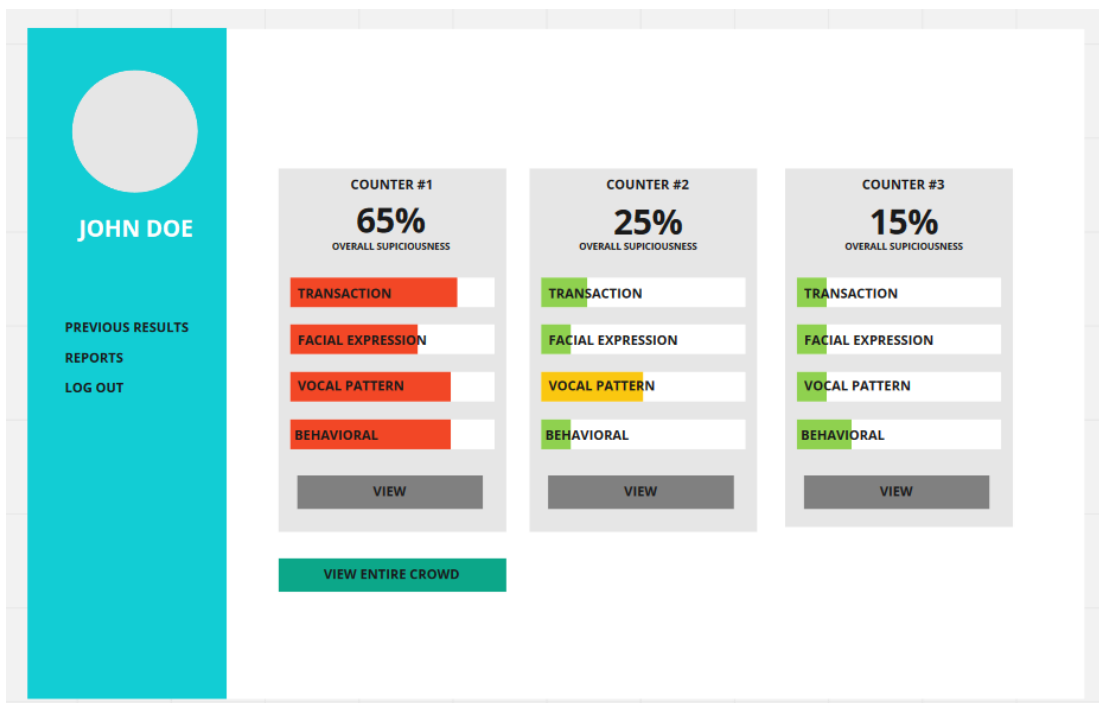 JOHN DOE
PREVIOUS RESULTS
REPORTS
LOG OUT
COUNTER #1
65%
OVERALL SUPICIOUSNESS
TRANSACTION
FACIAL EXPRESSION
VOCAL PATTERN
BEHAVIORAL
VIEW
COUNTER #2
25%
OVERALL SUPICIOUSNESS
TRANSACTION
FACIAL EXPRESSION
VOCAL PATTERN
BEHAVIORAL
VIEW
COUNTER #3
15%
OVERALL SUPICIOUSNESS
TRANSACTION
FACIAL EXPRESSION
VOCAL PATTERN
BEHAVIORAL
VIEW
VIEW ENTIRE CROWD